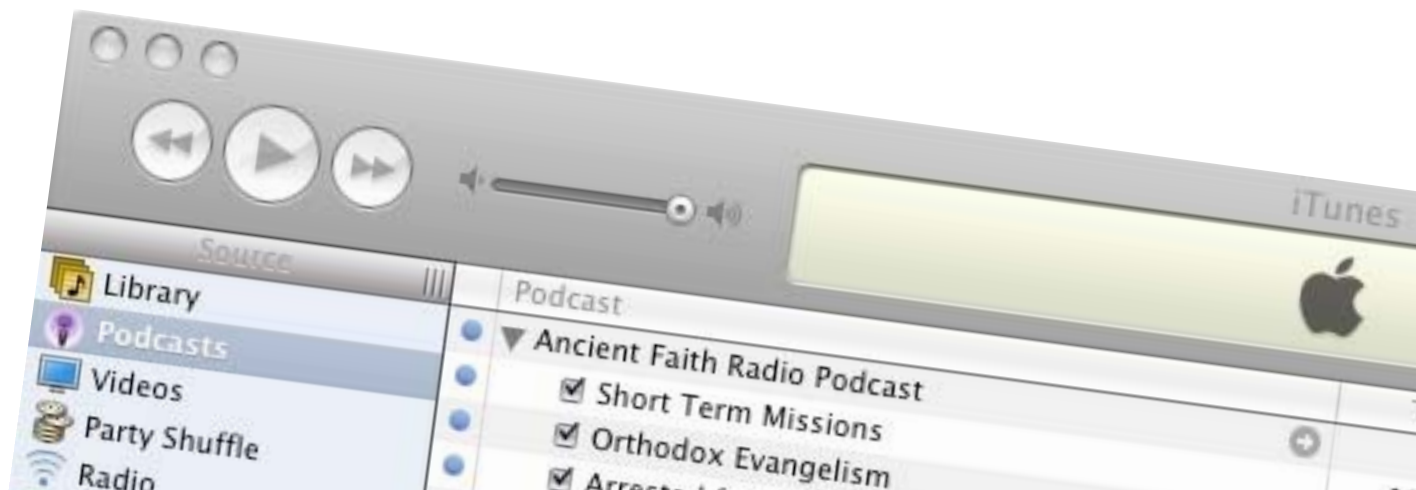 iTunes
Source
Library
Podcasts
Videos
Party Shuffle
Radio
Podcast
Ancient Faith Radio Podcast
Short Term Missions
Orthodox Evangelism